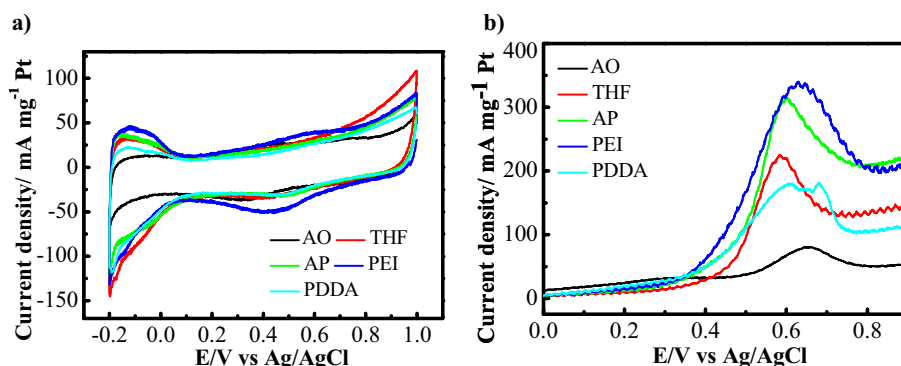 a)
Current density/ mA mg⁻¹ Pt
100
50
0
-50
-100
-150
AO THF
AP PEI
PDDA
-0.2 0.0 0.2 0.4 0.6 0.8 1.0
E/V vs Ag/AgCl
b)
Current density/ mA mg⁻¹ Pt
400
300
200
100
0
AO
THF
AP
PEI
PDDA
0.0 0.2 0.4 0.6 0.8
E/V vs Ag/AgCl